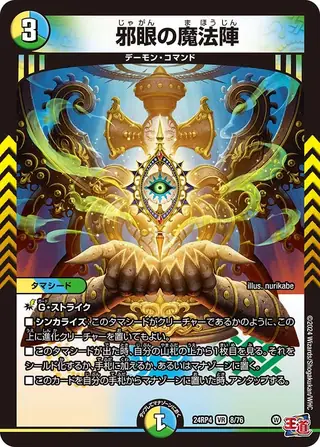 3
じゃがん まほうじん
邪眼の魔法陣
デーモン・コマンド
illus. nurikabe
タマシード
G・ストライク
■シンカライズ:このタマシードがクリーチャーであるかのように、この
上に進化クリーチャーを置いてもよい。
■このタマシードが出た時、自分の山札の上から1枚目を見る。それを
シールド化するか、手札に加えるか、あるいはマナゾーンに置く。
■このカードを自分の手札からマナゾーンに置いた時、アンタップする。
1
24RP4 VR 8/76
W
王道
©2024 Wizards/Shogakukan/WHC